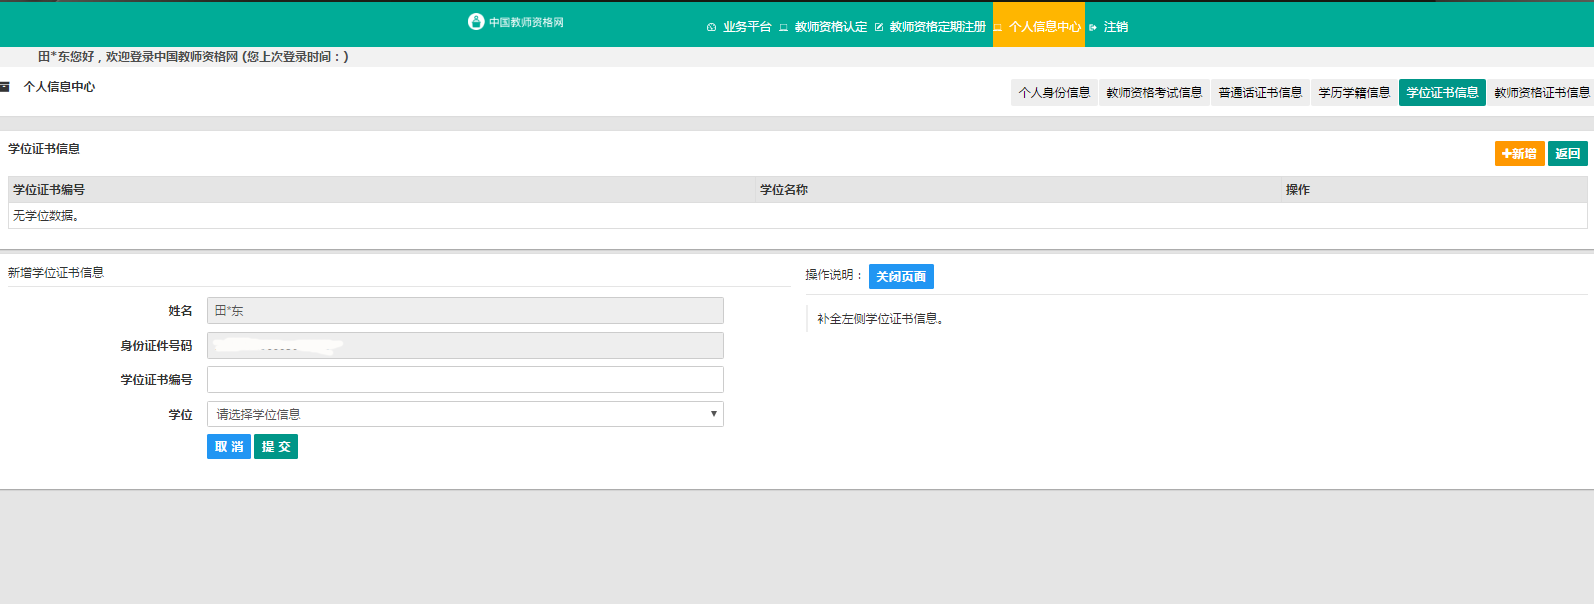 中国教师资格网
业务平台 教师资格认定 教师资格定期注册 个人信息中心 注销
田*东您好，欢迎登录中国教师资格网 (您上次登录时间：)
个人信息中心
个人身份信息 教师资格考试信息 普通话证书信息 学历学籍信息 学位证书信息 教师资格证书信息
学位证书信息
新增 返回
学位证书编号 学位名称 操作
无学位数据。
新增学位证书信息
操作说明： 关闭页面
姓名 田*东
补全左侧学位证书信息。
身份证件号码
学位证书编号
学位 请选择学位信息
取 消 提 交